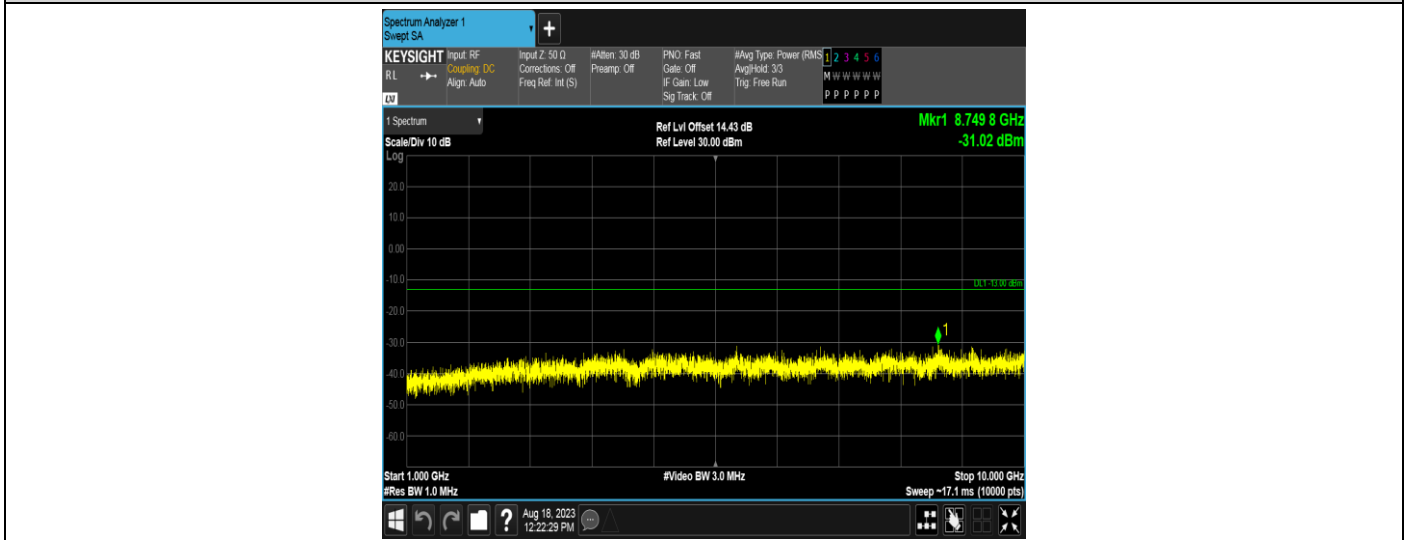 Spectrum Analyzer 1
Swept SA
+
KEYSIGHT Input: RF Input Z: 50 Ω #Atten: 30 dB PNO: Fast #Avg Type: Power (RMS 1 2 3 4 5 6
RL Coupling: DC Corrections: Off Preamp: Off Gate: Off Avg|Hold: 3/3 M W W W W W
Align: Auto Freq Ref: Int (S) IF Gain: Low Trig: Free Run
Sig Track: Off P P P P P P
LXI
1 Spectrum Ref Lvl Offset 14.43 dB Mkr1 8.749 8 GHz
Scale/Div 10 dB Ref Level 30.00 dBm -31.02 dBm
Log
20.0
10.0
0.00
-10.0
DL1 -13.00 dBm
-20.0
1
-30.0
-40.0
-50.0
-60.0
Start 1.000 GHz #Video BW 3.0 MHz Stop 10.000 GHz
#Res BW 1.0 MHz Sweep ~17.1 ms (10000 pts)
? Aug 18, 2023
12:22:29 PM